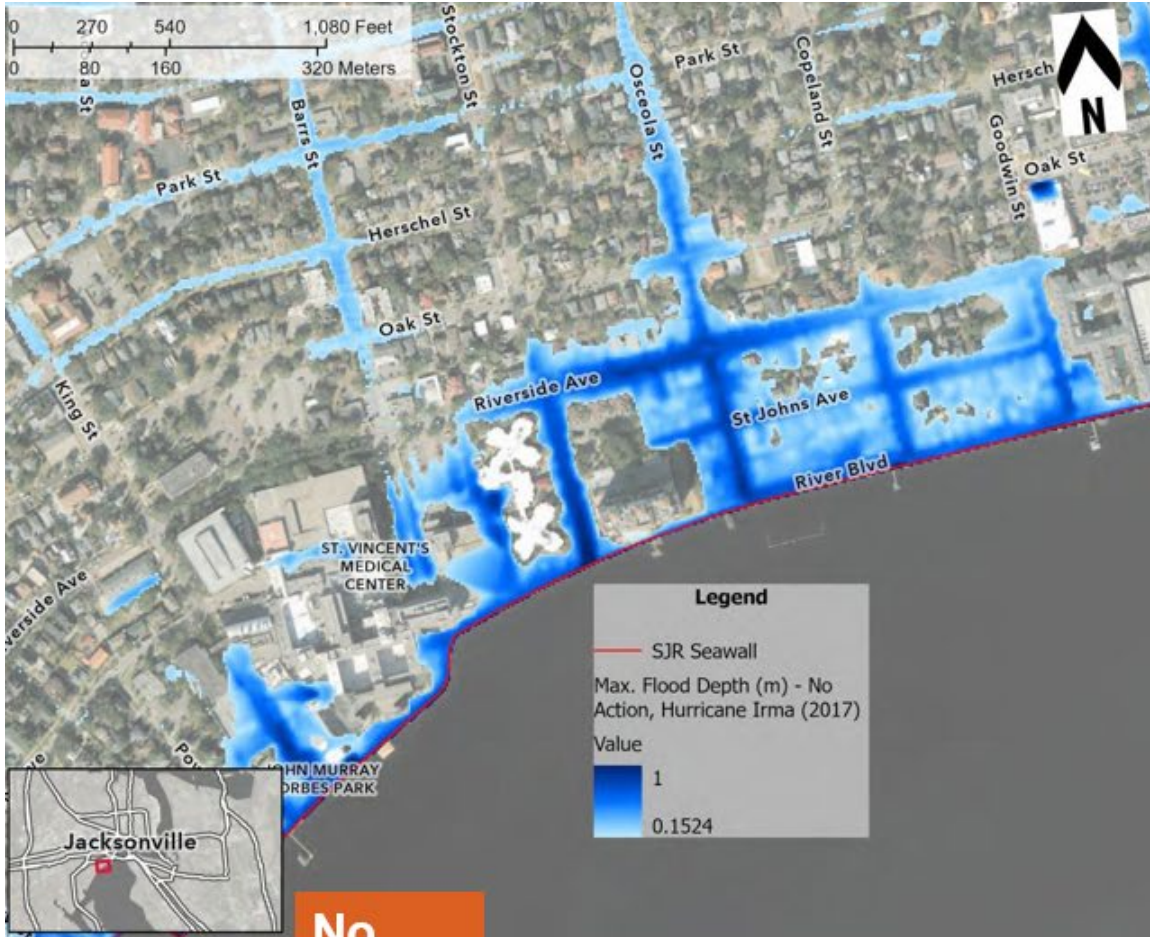 0 270 540 1,080 Feet
0 80 160 320 Meters
Stockton St
Osceola St
Park St
Copeland St
Hersch
N
a St
Barrs St
Goodwin St
Oak St
Park St
Herschel St
Oak St
King St
Riverside Ave
St Johns Ave
River Blvd
ST. VINCENT'S
MEDICAL
CENTER
verside Ave
Legend
SJR Seawall
Max. Flood Depth (m) - No
Action, Hurricane Irma (2017)
Value
1
0.1524
OHN MURRAY
ORBES PARK
Jacksonville
No